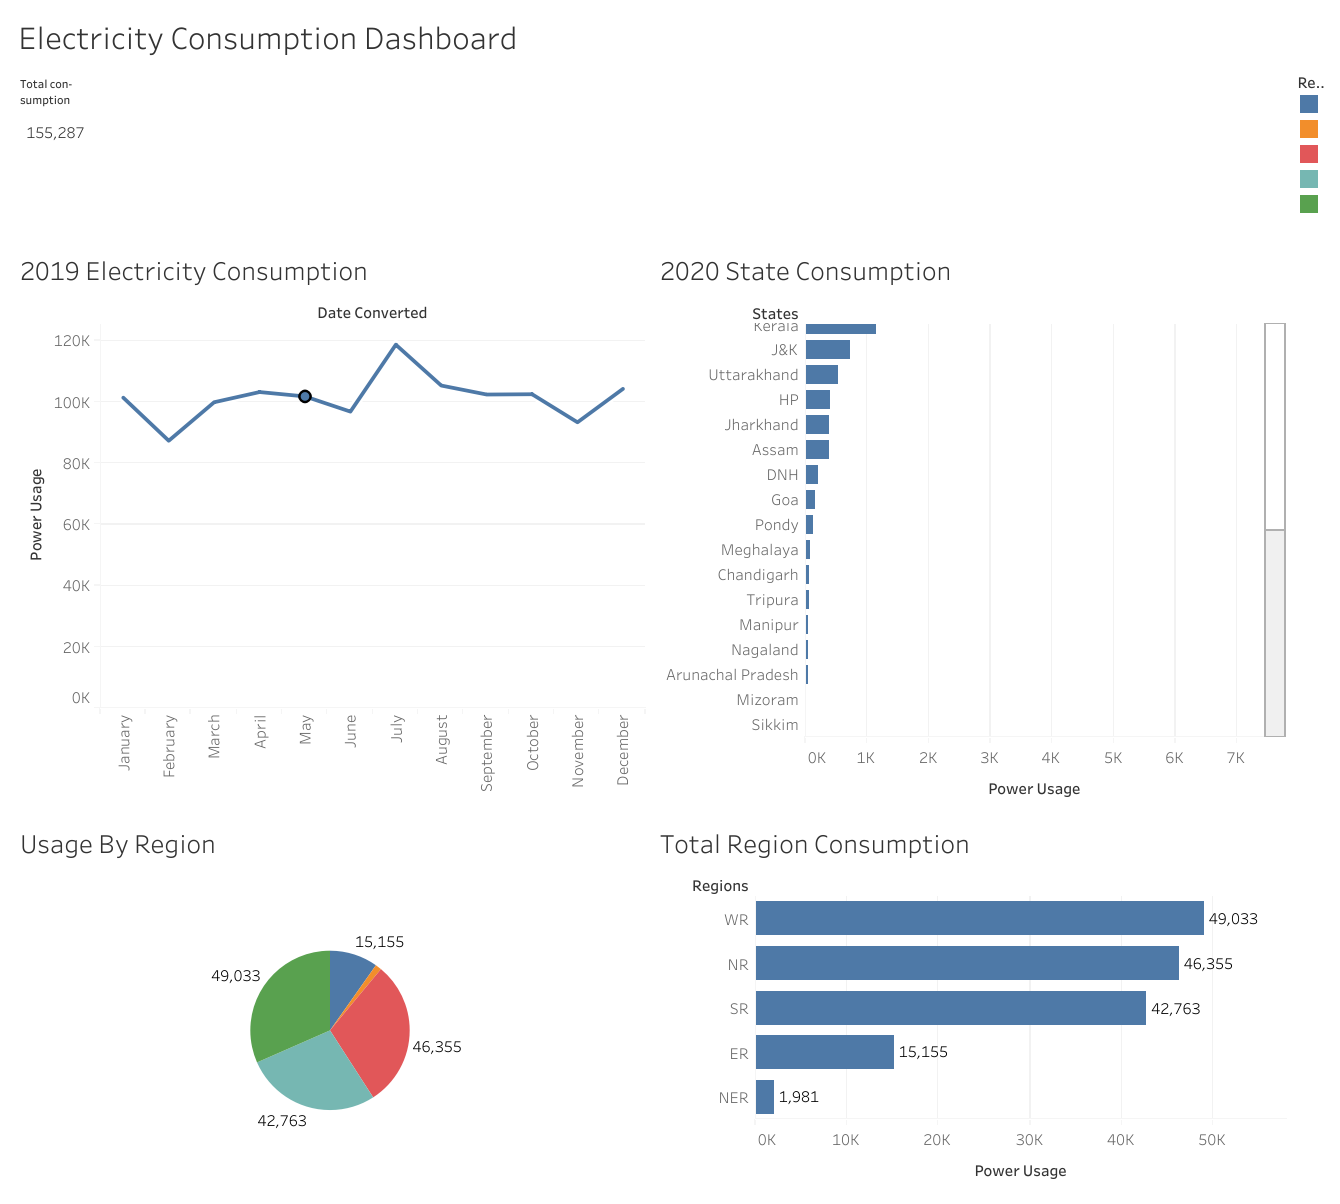 Electricity Consumption Dashboard
Total con-
sumption
155,287
Re..
2019 Electricity Consumption
Date Converted
Power Usage
120K
100K
80K
60K
40K
20K
0K
January
February
March
April
May
June
July
August
September
October
November
December
2020 State Consumption
States
Kerala
J&K
Uttarakhand
HP
Jharkhand
Assam
DNH
Goa
Pondy
Meghalaya
Chandigarh
Tripura
Manipur
Nagaland
Arunachal Pradesh
Mizoram
Sikkim
0K 1K 2K 3K 4K 5K 6K 7K
Power Usage
Usage By Region
15,155
49,033
46,355
42,763
Total Region Consumption
Regions
WR 49,033
NR 46,355
SR 42,763
ER 15,155
NER 1,981
0K 10K 20K 30K 40K 50K
Power Usage